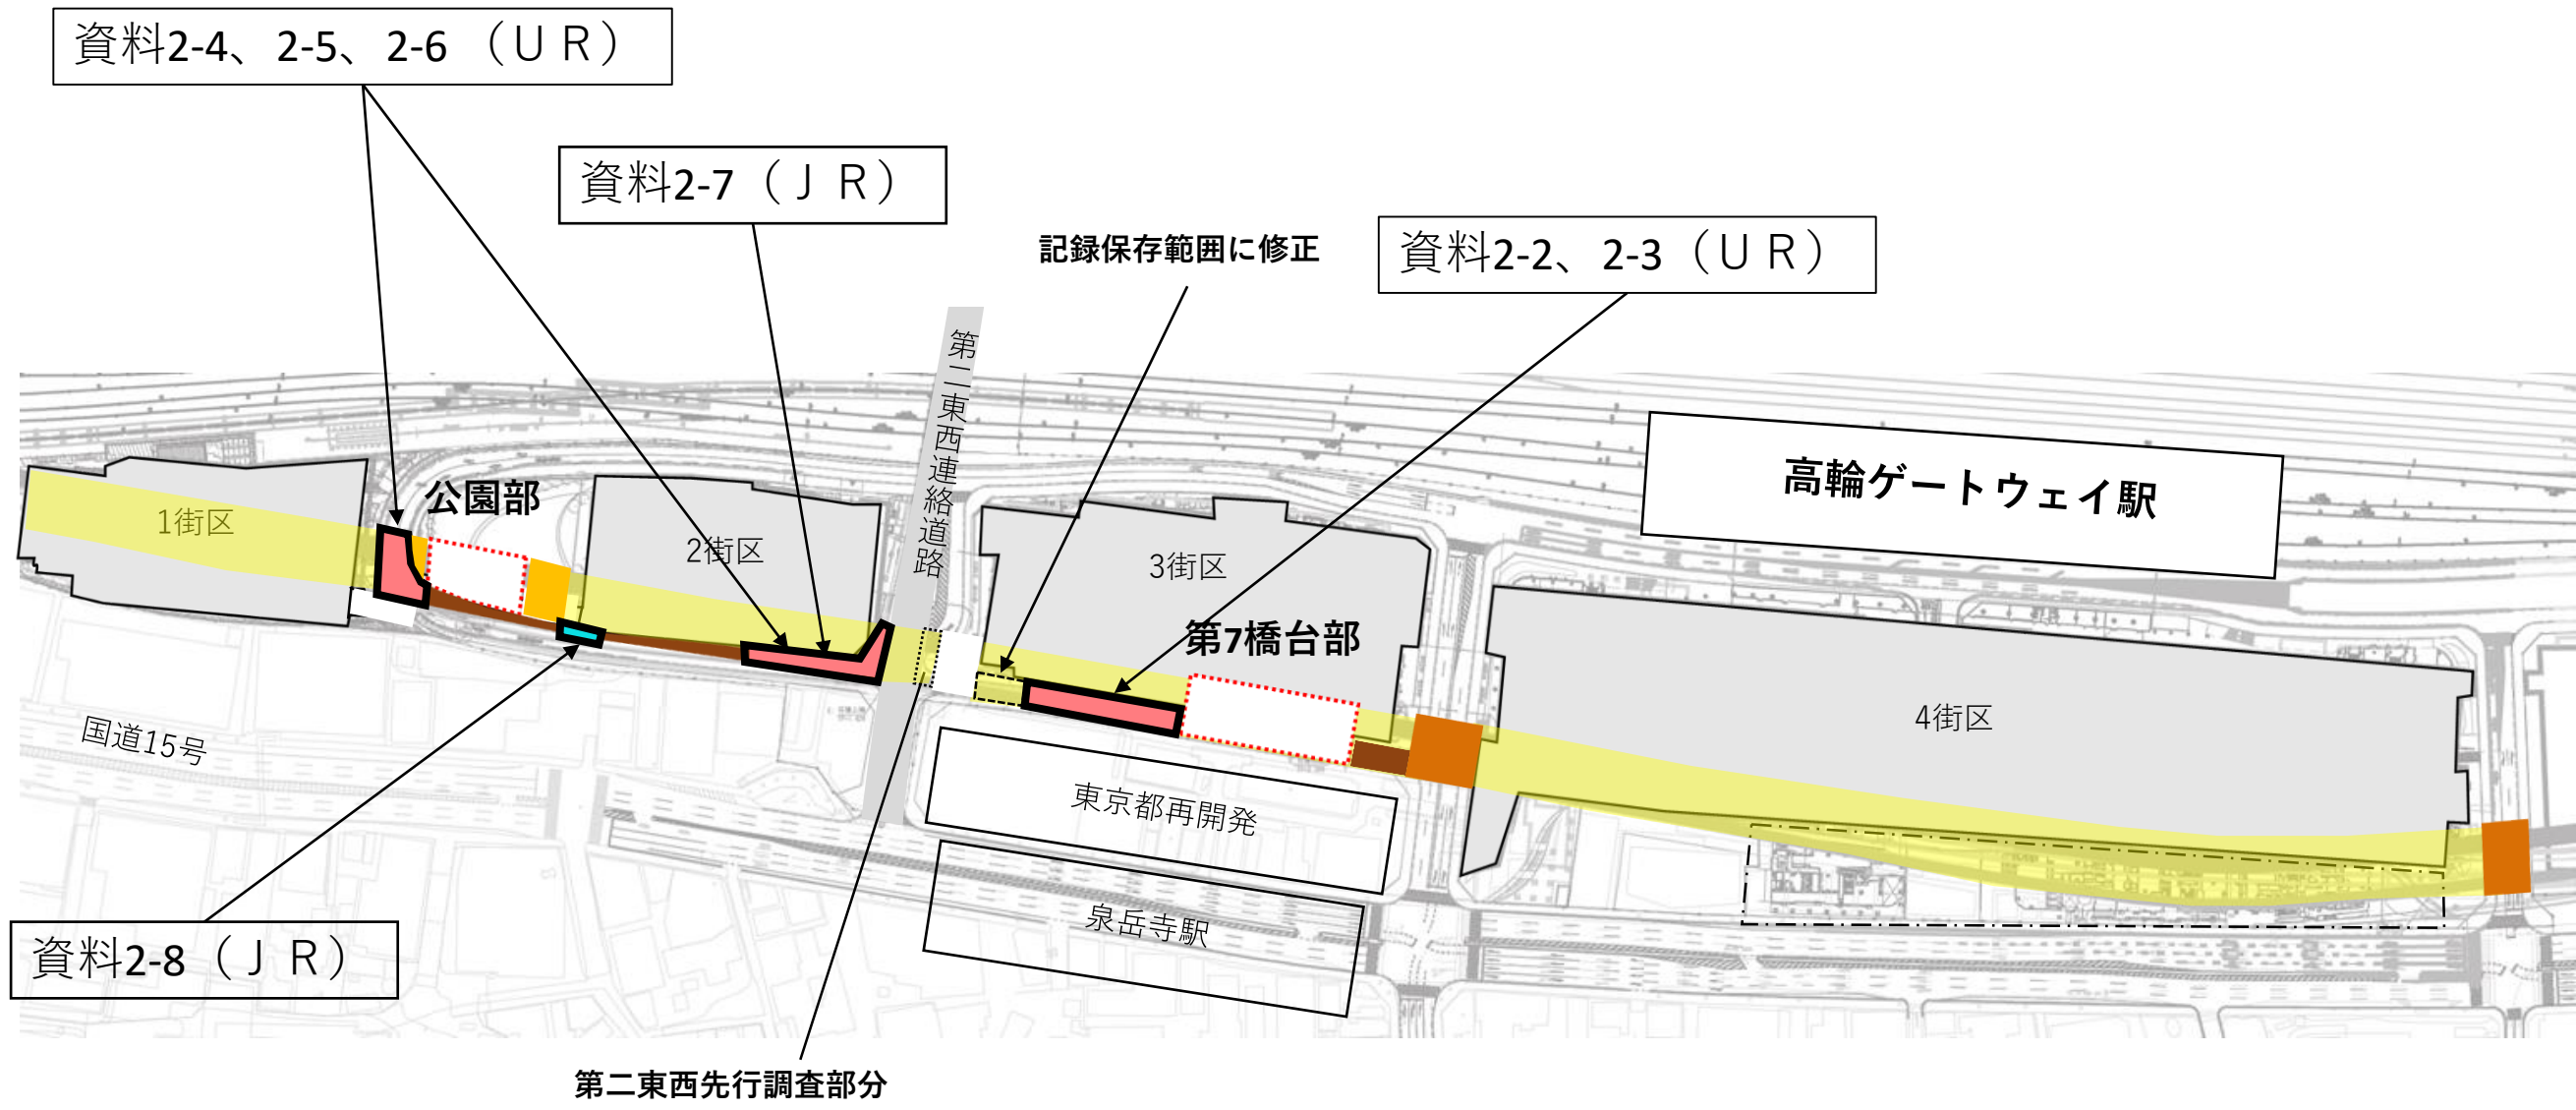 資料2-4、2-5、2-6（ＵＲ）
資料2-7（ＪＲ）
記録保存範囲に修正
資料2-2、2-3（ＵＲ）
第二東西連絡道路
高輪ゲートウェイ駅
公園部
1街区
2街区
3街区
第7橋台部
4街区
国道15号
東京都再開発
泉岳寺駅
資料2-8（ＪＲ）
第二東西先行調査部分